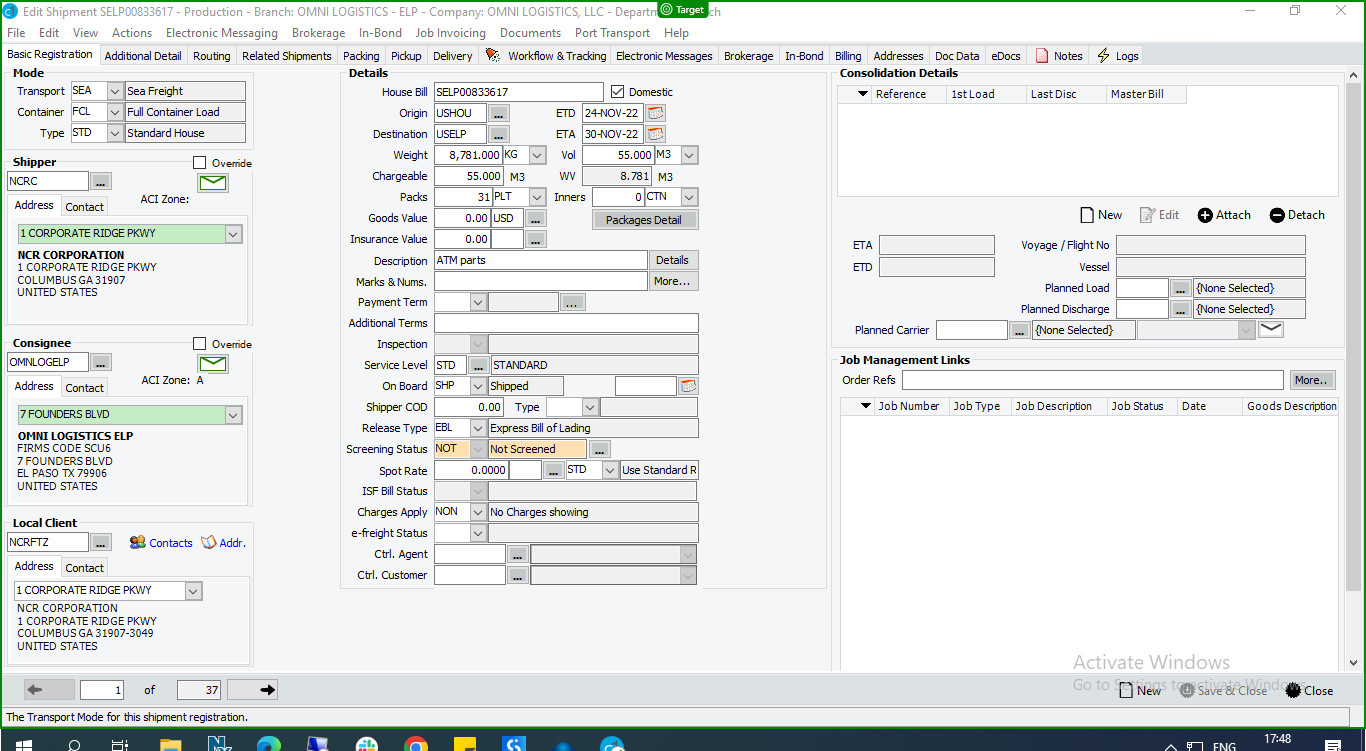 Edit Shipment SELP00833617 - Production - Branch: OMNI LOGISTICS - ELP - Company: OMNI LOGISTICS, LLC - Departm
Target
ch
File Edit View Actions Electronic Messaging Brokerage In-Bond Job Invoicing Documents Port Transport Help
Basic Registration Additional Detail Routing Related Shipments Packing Pickup Delivery Workflow & Tracking Electronic Messages Brokerage In-Bond Billing Addresses Doc Data eDocs Notes Logs
Mode
Transport SEA Sea Freight
Container FCL Full Container Load
Type STD Standard House
Shipper Override
NCRC ...
Address Contact ACI Zone:
1 CORPORATE RIDGE PKWY
NCR CORPORATION
1 CORPORATE RIDGE PKWY
COLUMBUS GA 31907
UNITED STATES
Consignee Override
OMNLOGELP ...
Address Contact ACI Zone: A
7 FOUNDERS BLVD
OMNI LOGISTICS ELP
FIRMS CODE SCU6
7 FOUNDERS BLVD
EL PASO TX 79906
UNITED STATES
Local Client
NCRFTZ ... Contacts Addr.
Address Contact
1 CORPORATE RIDGE PKWY
NCR CORPORATION
1 CORPORATE RIDGE PKWY
COLUMBUS GA 31907-3049
UNITED STATES
Details
House Bill SELP00833617 Domestic
Origin USHOU ... ETD 24-NOV-22
Destination USELP ... ETA 30-NOV-22
Weight 8,781.000 KG Vol 55.000 M3
Chargeable 55.000 M3 WV 8.781 M3
Packs 31 PLT Inners 0 CTN
Goods Value 0.00 USD ... Packages Detail
Insurance Value 0.00 ...
Description ATM parts Details
Marks & Nums. More...
Payment Term ...
Additional Terms
Inspection
Service Level STD ... STANDARD
On Board SHP Shipped
Shipper COD 0.00 Type
Release Type EBL Express Bill of Lading
Screening Status NOT Not Screened ...
Spot Rate 0.0000 ... STD Use Standard R
ISF Bill Status
Charges Apply NON No Charges showing
e-freight Status
Ctrl. Agent ...
Ctrl. Customer ...
Consolidation Details
Reference 1st Load Last Disc Master Bill
New Edit Attach Detach
ETA Voyage / Flight No
ETD Vessel
Planned Load ... {None Selected}
Planned Discharge ... {None Selected}
Planned Carrier ... {None Selected}
Job Management Links
Order Refs More..
Job Number Job Type Job Description Job Status Date Goods Description
Activate Windows
Go to Settings to activate Windows.
1 of 37 New Save & Close Close
The Transport Mode for this shipment registration.
17:48
ENG